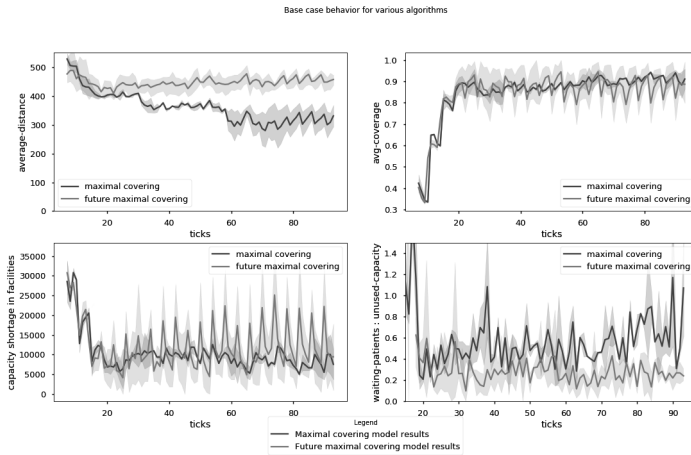 Base case behavior for various algorithms
average-distance
500
400
300
200
100
0
20
40
60
80
ticks
maximal covering
future maximal covering
avg-coverage
1.0
0.9
0.8
0.7
0.6
0.5
0.4
0.3
20
40
60
80
ticks
maximal covering
future maximal covering
capacity shortage in facilities
35000
30000
25000
20000
15000
10000
5000
0
20
40
60
80
ticks
maximal covering
future maximal covering
waiting-patients : unused-capacity
1.4
1.2
1.0
0.8
0.6
0.4
0.2
0.0
20
30
40
50
60
70
80
90
ticks
maximal covering
future maximal covering
Legend
Maximal covering model results
Future maximal covering model results